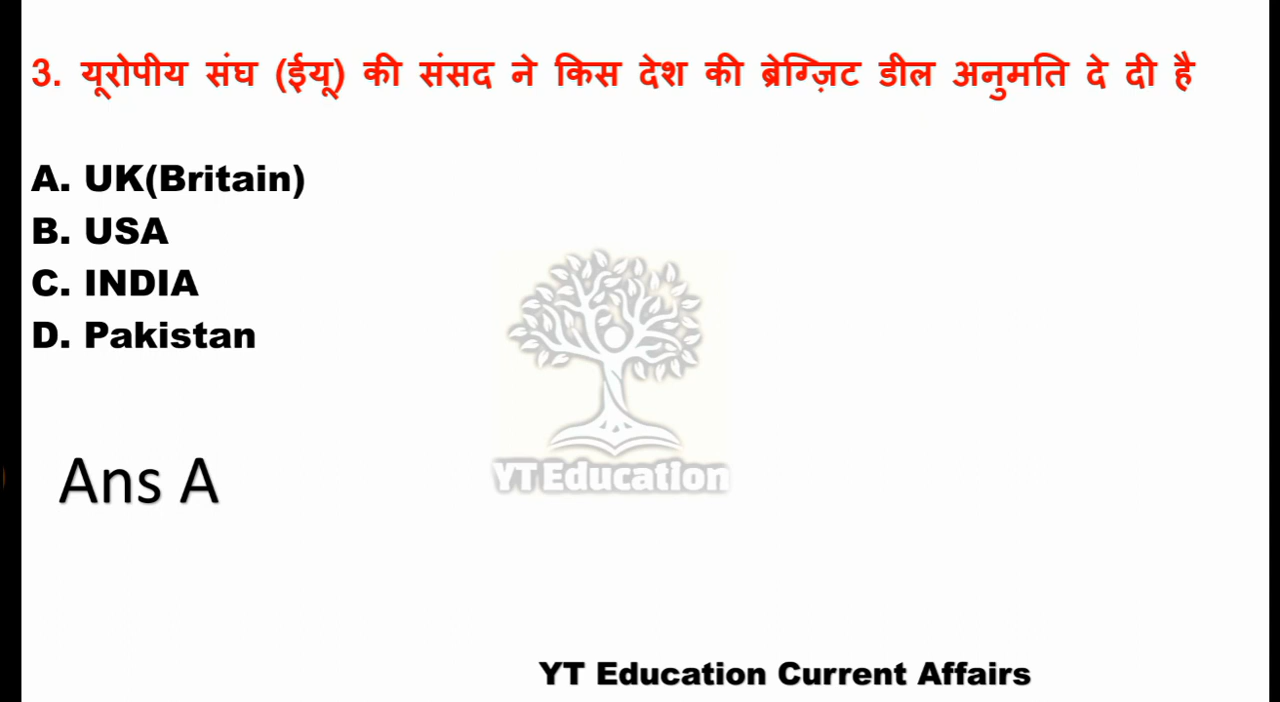 3. यूरोपीय संघ (ईयू) की संसद ने किस देश की ब्रेग्ज़िट डील अनुमति दे दी है
A. UK(Britain)
B. USA
C. INDIA
D. Pakistan
YT Education
Ans A
YT Education Current Affairs